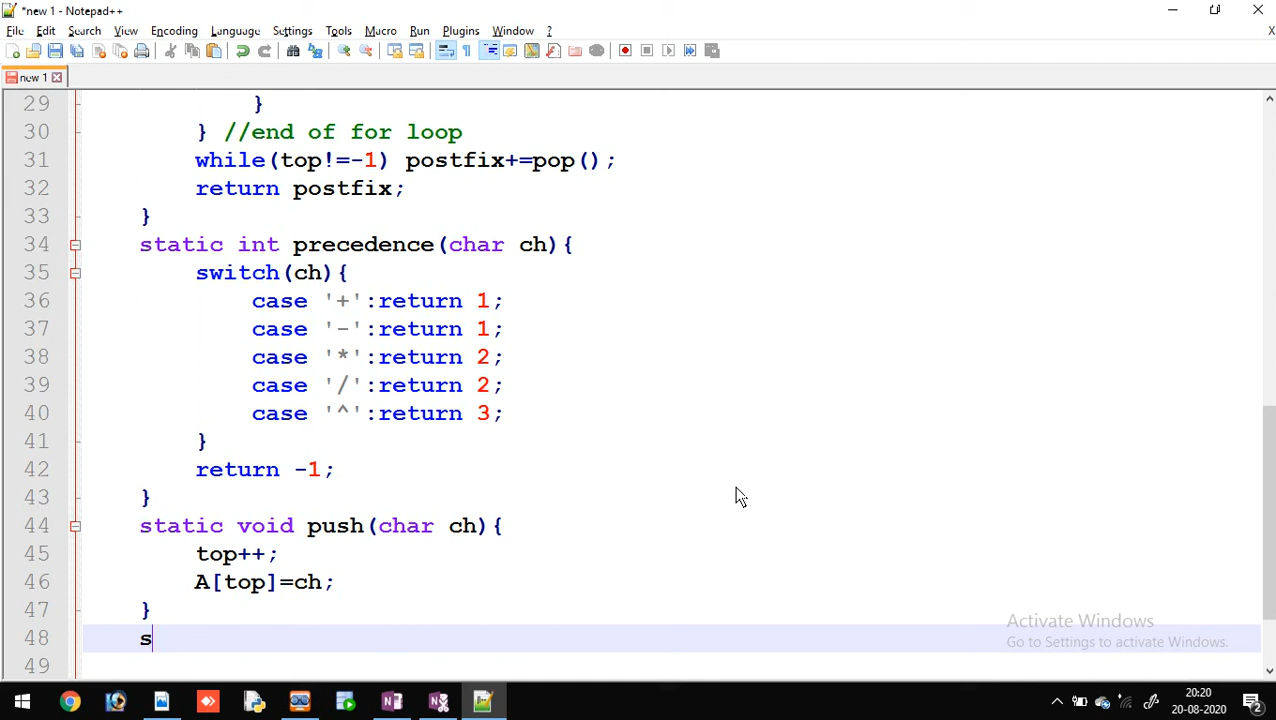 *new 1 - Notepad++
File Edit Search View Encoding Language Settings Tools Macro Run Plugins Window ? X
new 1
29 }
30 } //end of for loop
31 while(top!=-1) postfix+=pop();
32 return postfix;
33 }
34 static int precedence(char ch){
35 switch(ch){
36 case '+':return 1;
37 case '-':return 1;
38 case '*':return 2;
39 case '/':return 2;
40 case '^':return 3;
41 }
42 return -1;
43 }
44 static void push(char ch){
45 top++;
46 A[top]=ch;
47 }
48 s
49
Activate Windows
Go to Settings to activate Windows.
20:20
20-08-2020
2